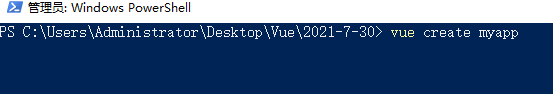 管理员: Windows PowerShell
PS C:\Users\Administrator\Desktop\Vue\2021-7-30> vue create myapp